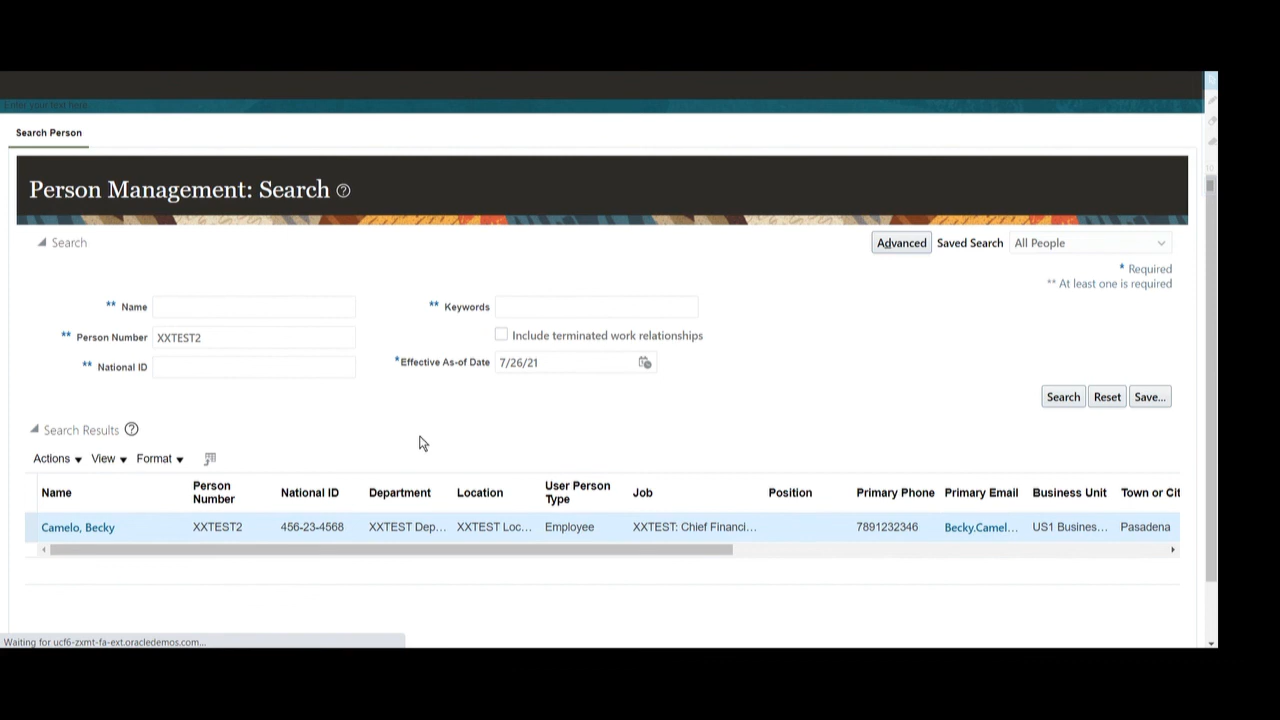 Enter your text here
Search Person
Person Management: Search
Search
Advanced Saved Search All People
* Required
** At least one is required
** Name ** Keywords
** Person Number XXTEST2 Include terminated work relationships
** National ID *Effective As-of Date 7/26/21
Search Reset Save...
Search Results
Actions View Format
Name Person Number National ID Department Location User Person Type Job Position Primary Phone Primary Email Business Unit Town or Cit
Camelo, Becky XXTEST2 456-23-4568 XXTEST Dep... XXTEST Loc... Employee XXTEST: Chief Financi... 7891232346 Becky.Camel... US1 Busines... Pasadena
Waiting for ucf6-zxmt-fa-ext.oracledemos.com...